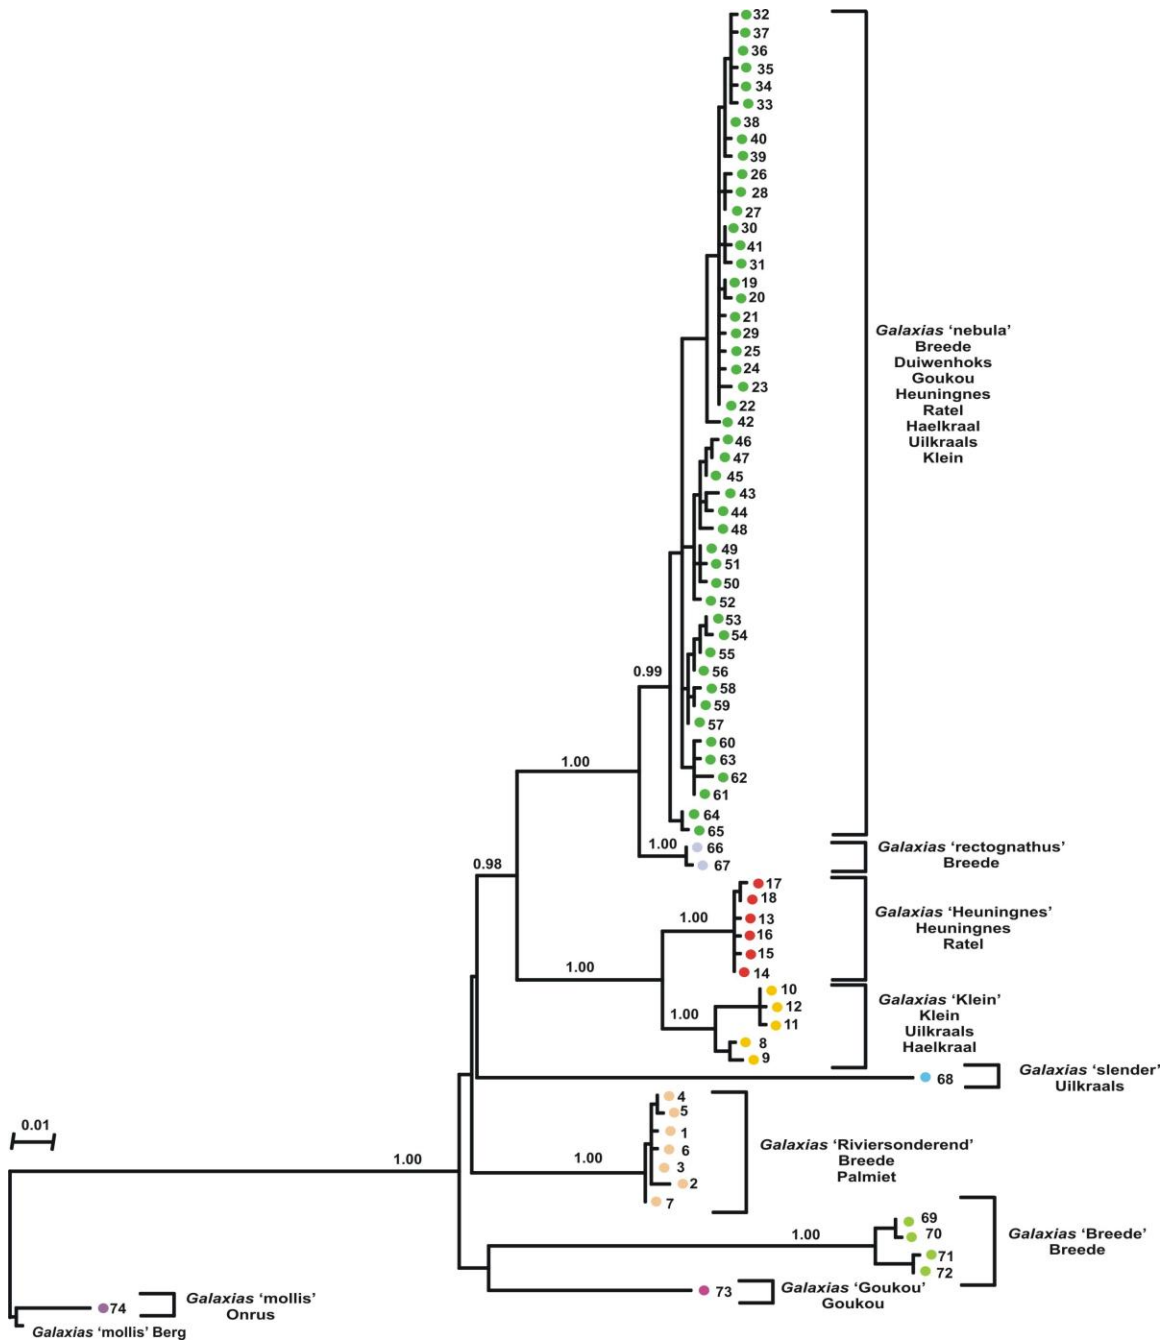 32
37
36
35
34
33
38
40
39
26
28
27
30
41
31
19
20
21
29
25
24
23
22
42
46
47
45
43
44
48
49
51
50
52
53
54
55
56
58
59
57
60
63
62
61
64
65
Galaxias ‘nebula’
Breede
Duiwenhoks
Goukou
Heuningnes
Ratel
Haelkraal
Uilkraals
Klein
0.99
1.00
1.00
66
67
Galaxias ‘rectognathus’
Breede
0.98
17
18
13
16
15
14
1.00
Galaxias ‘Heuningnes’
Heuningnes
Ratel
1.00
10
12
11
8
9
1.00
Galaxias ‘Klein’
Klein
Uilkraals
Haelkraal
68
Galaxias ‘slender’
Uilkraals
0.01
1.00
1.00
4
5
1
6
3
2
7
Galaxias ‘Riviersonderend’
Breede
Palmiet
1.00
69
70
71
72
Galaxias ‘Breede’
Breede
73
Galaxias ‘Goukou’
Goukou
74
Galaxias ‘mollis’
Onrus
Galaxias ‘mollis’ Berg